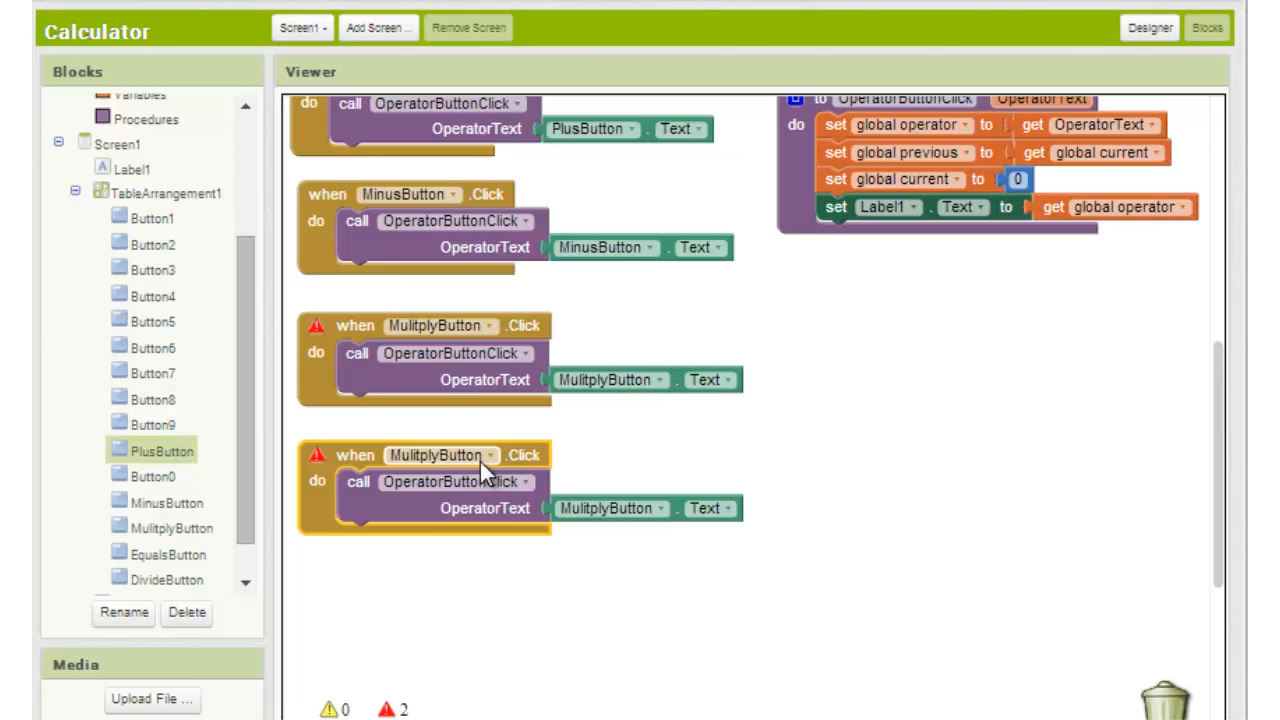 Calculator
Screen1
Add Screen ...
Remove Screen
Designer
Blocks
Blocks
Variables
Procedures
Screen1
Label1
TableArrangement1
Button1
Button2
Button3
Button4
Button5
Button6
Button7
Button8
Button9
PlusButton
Button0
MinusButton
MulitplyButton
EqualsButton
DivideButton
Rename
Delete
Media
Upload File ...
Viewer
do call OperatorButtonClick
OperatorText PlusButton . Text
when MinusButton .Click
do call OperatorButtonClick
OperatorText MinusButton . Text
when MulitplyButton .Click
do call OperatorButtonClick
OperatorText MulitplyButton . Text
when MulitplyButton .Click
do call OperatorButtonClick
OperatorText MulitplyButton . Text
to OperatorButtonClick OperatorText
do set global operator to get OperatorText
set global previous to get global current
set global current to 0
set Label1 . Text to get global operator
0 2